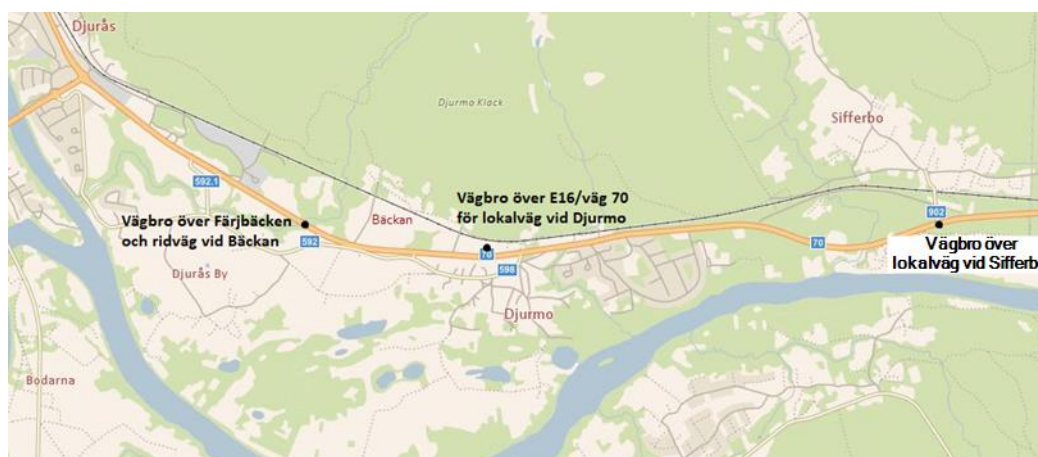 Djurås
Djurmo Klack
Sifferbo
592.1
Vägbro över Färjbäcken
och ridväg vid Bäckan
Bäckan
Vägbro över E16/väg 70
för lokalväg vid Djurmo
902
592
70
598
70
Vägbro över
lokalväg vid Sifferb
Djurås By
Djurmo
Bodarna